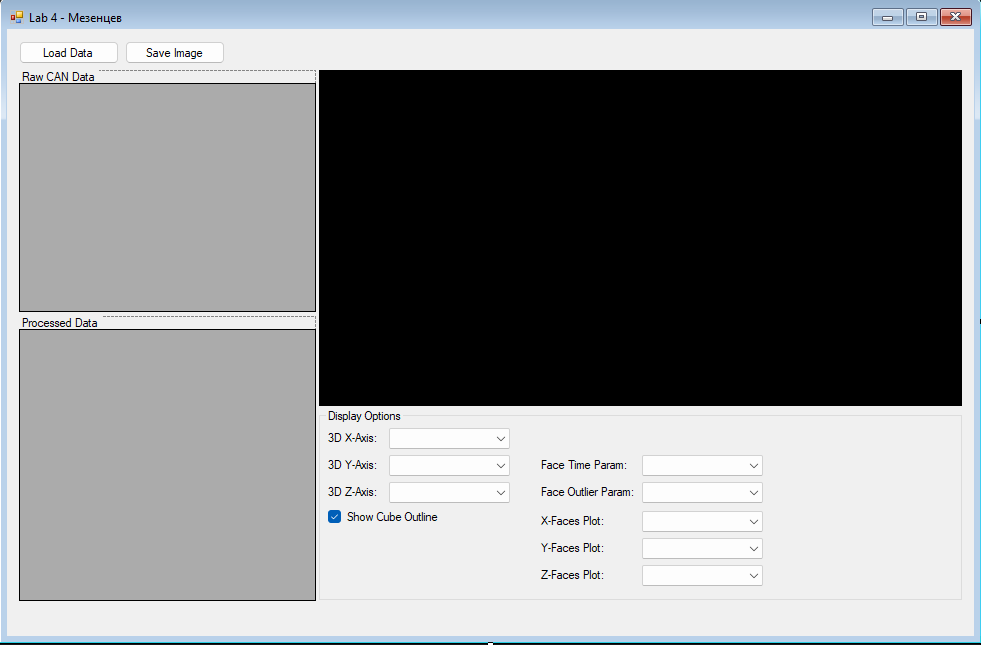 Lab 4 - Мезенцев
Load Data
Save Image
Raw CAN Data
Processed Data
Display Options
3D X-Axis:
3D Y-Axis:
Face Time Param:
3D Z-Axis:
Face Outlier Param:
Show Cube Outline
X-Faces Plot:
Y-Faces Plot:
Z-Faces Plot: